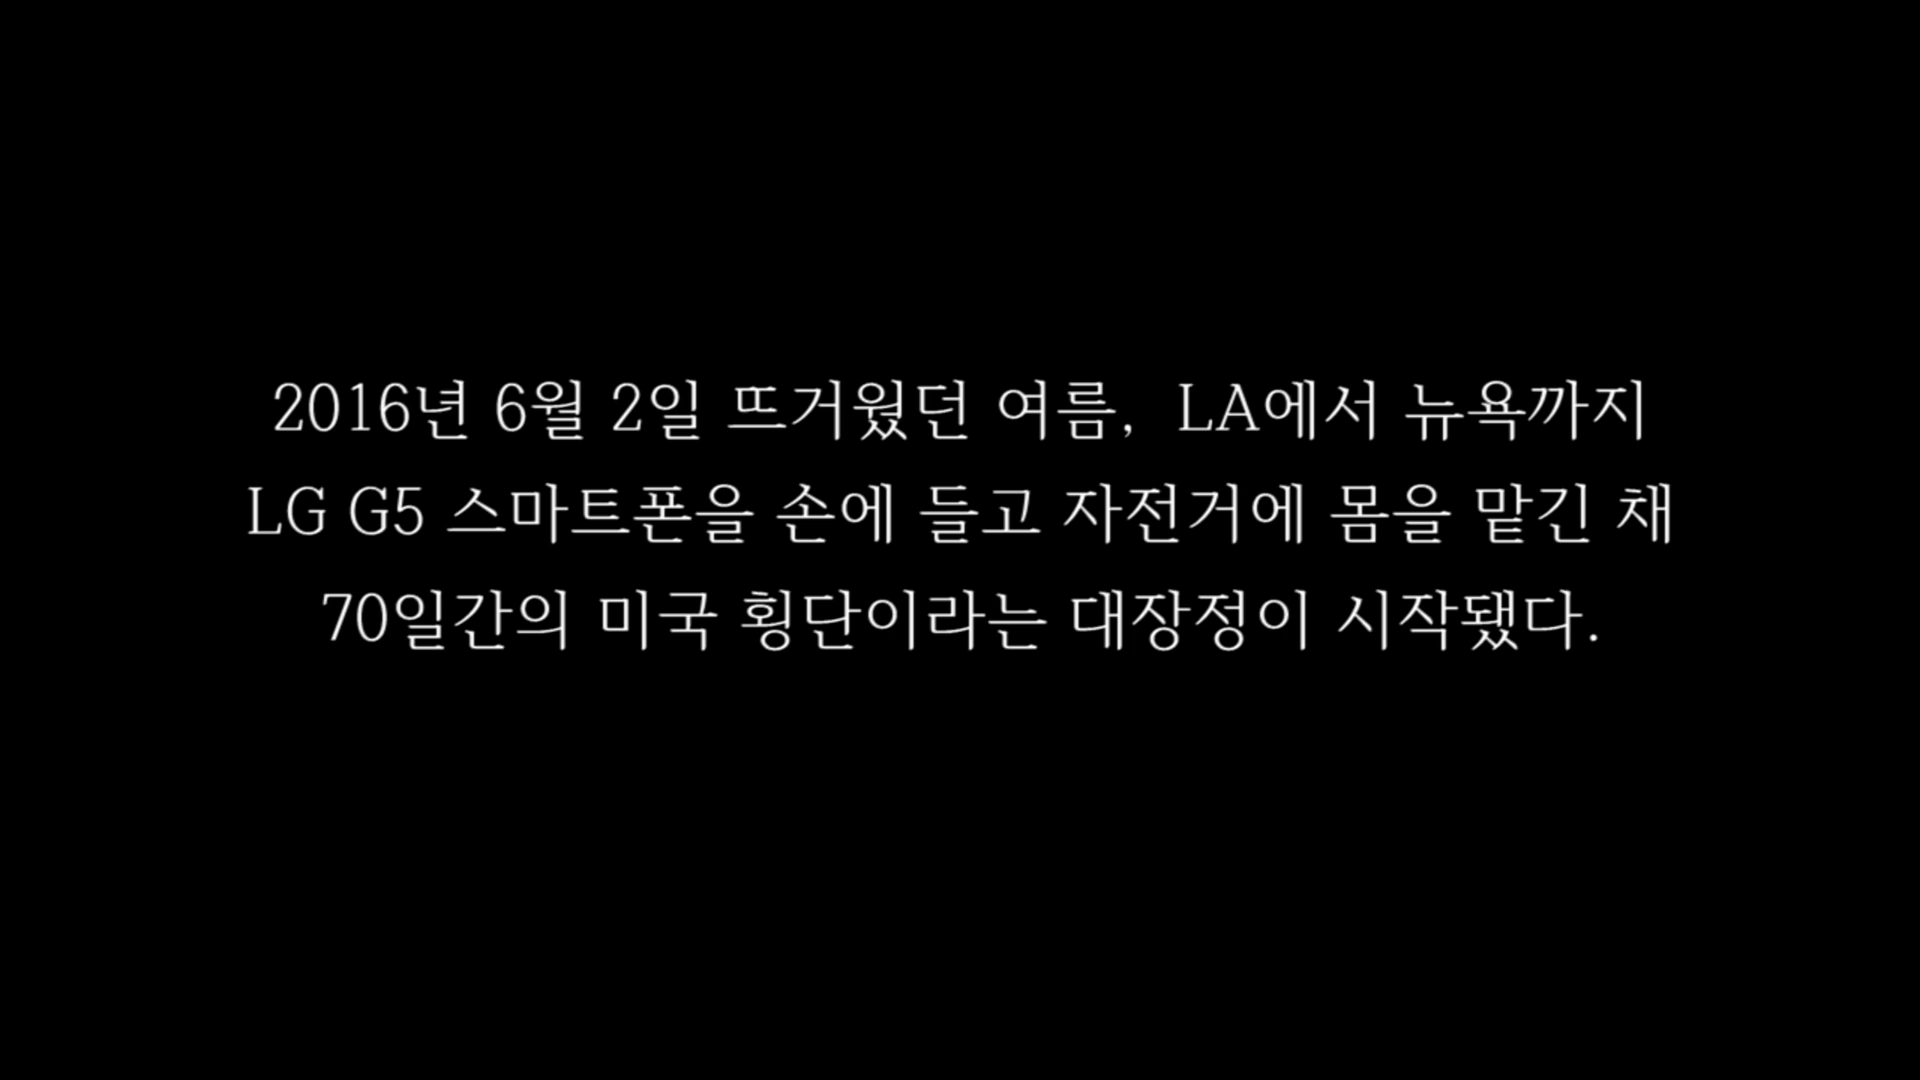 2016년 6월 2일 뜨거웠던 여름, LA에서 뉴욕까지
LG G5 스마트폰을 손에 들고 자전거에 몸을 맡긴 채
70일간의 미국 횡단이라는 대장정이 시작됐다.